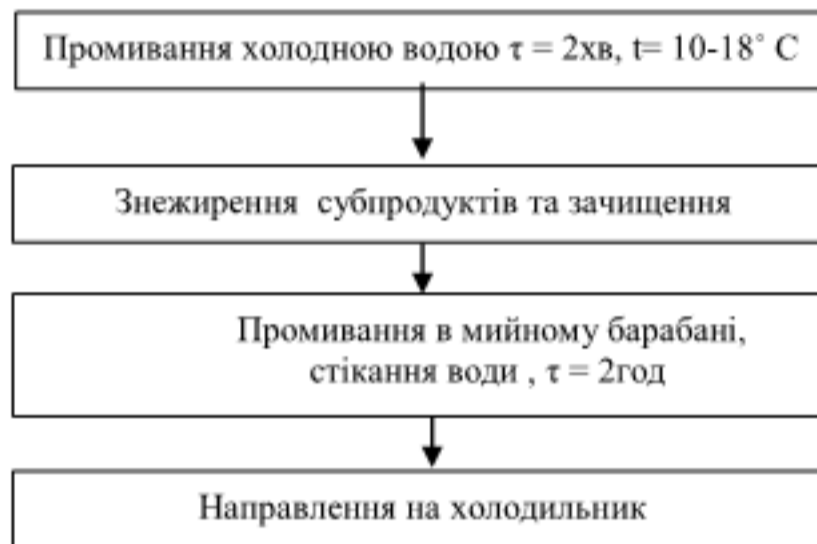 Промивання холодною водою τ = 2хв, t= 10-18˚ С
Знежирення субпродуктів та зачищення
Промивання в мийному барабані,
стікання води , τ = 2год
Направлення на холодильник